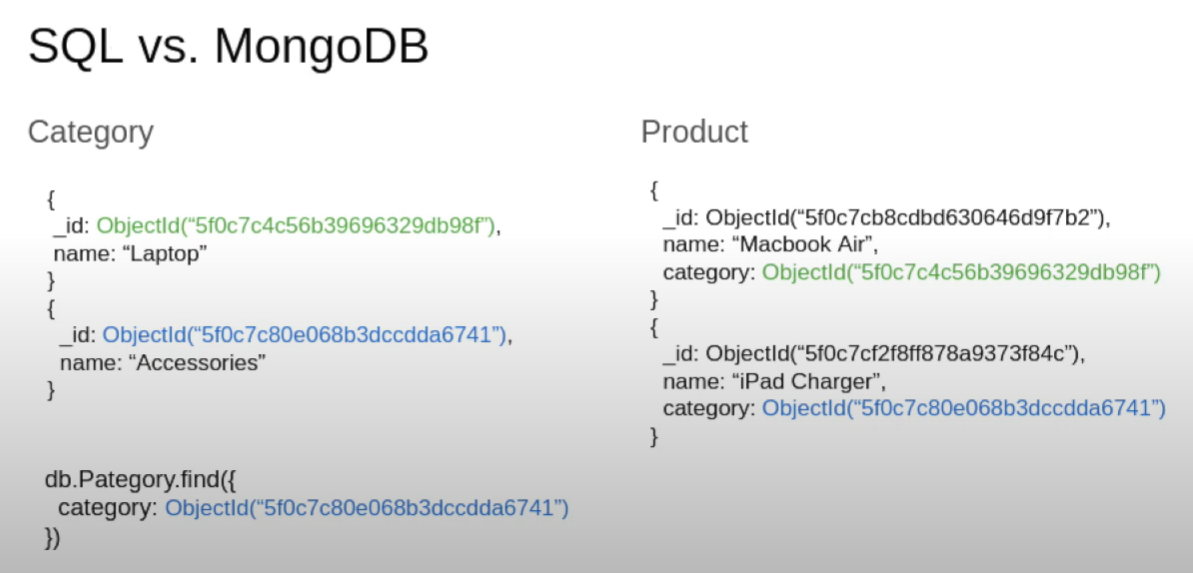 SQL vs. MongoDB
Category
{
_id: ObjectId(“5f0c7c4c56b39696329db98f”),
name: “Laptop”
}
{
_id: ObjectId(“5f0c7c80e068b3dccdda6741”),
name: “Accessories”
}
db.Pategory.find({
category: ObjectId(“5f0c7c80e068b3dccdda6741”)
})
Product
{
_id: ObjectId(“5f0c7cb8cdbd630646d9f7b2”),
name: “Macbook Air”,
category: ObjectId(“5f0c7c4c56b39696329db98f”)
}
{
_id: ObjectId(“5f0c7cf2f8ff878a9373f84c”),
name: “iPad Charger”,
category: ObjectId(“5f0c7c80e068b3dccdda6741”)
}